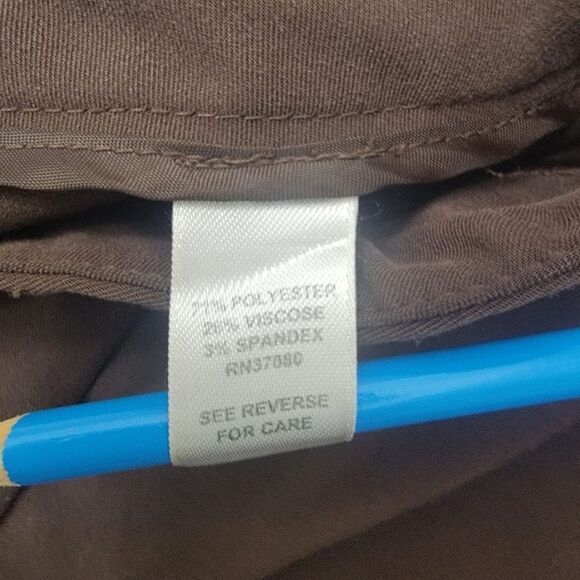 71% POLYESTER
26% VISCOSE
3% SPANDEX
RN37080
SEE REVERSE
FOR CARE